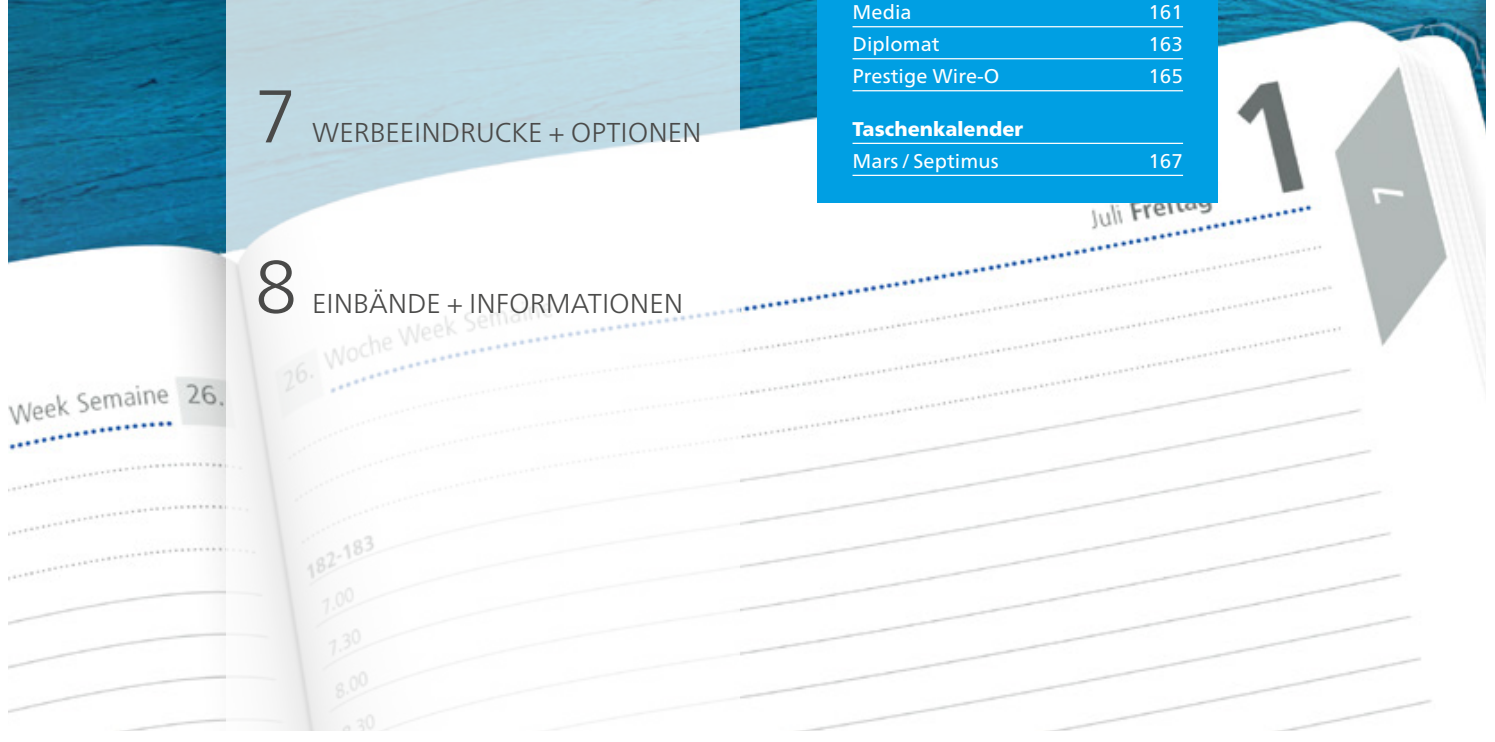 Media 161
Diplomat 163
Prestige Wire-O 165
Taschenkalender
Mars / Septimus 167
7 WERBEEINDRUCKE + OPTIONEN
8 EINBÄNDE + INFORMATIONEN
1
Juli Freitag
7
26. Woche Week Semaine
Week Semaine 26.
182-183
7.00
7.30
8.00